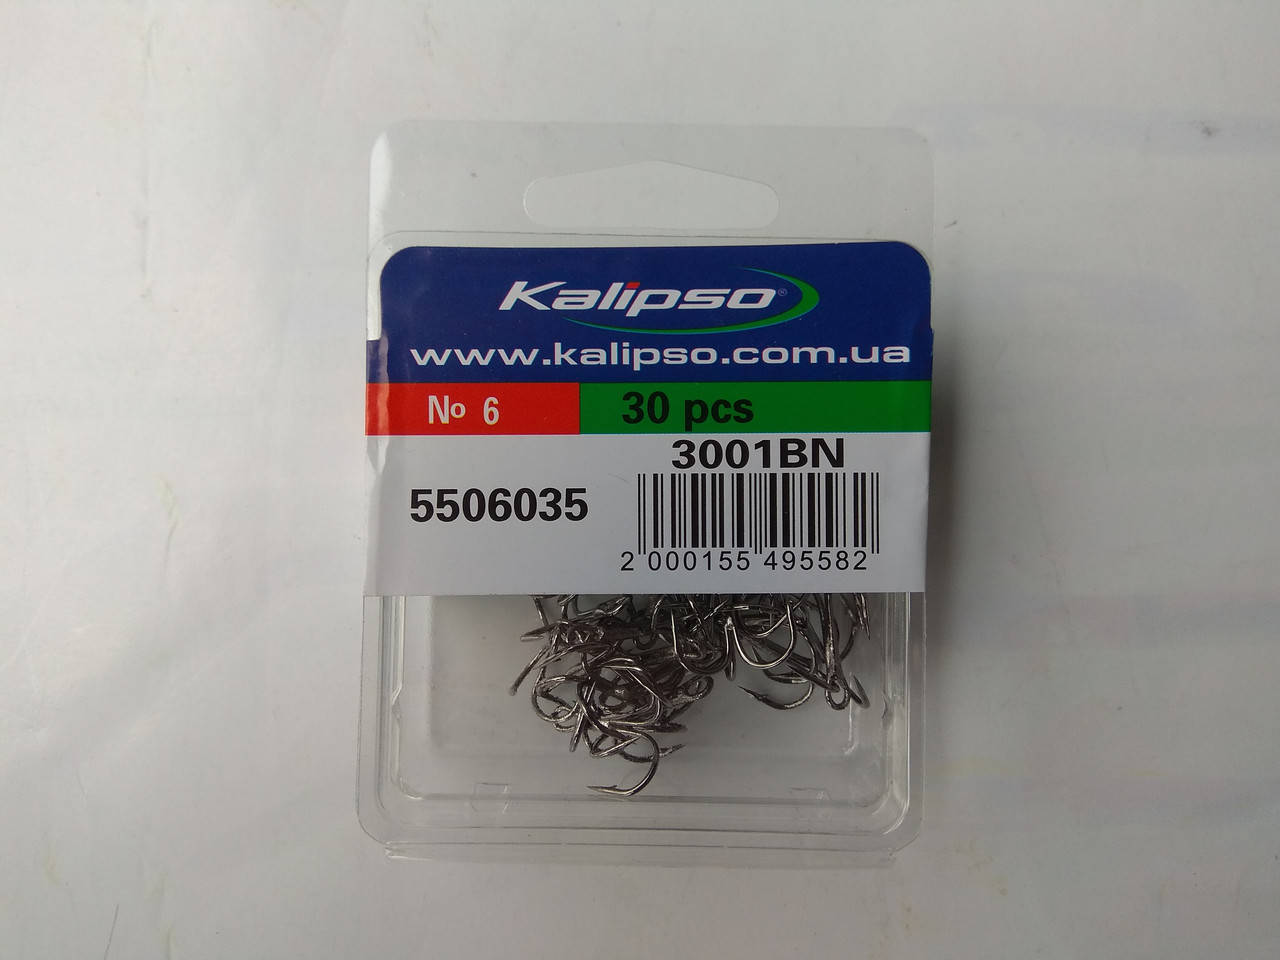 Kalipso®
www.kalipso.com.ua
No 6 30 pcs
3001BN
5506035
2 000155 495582